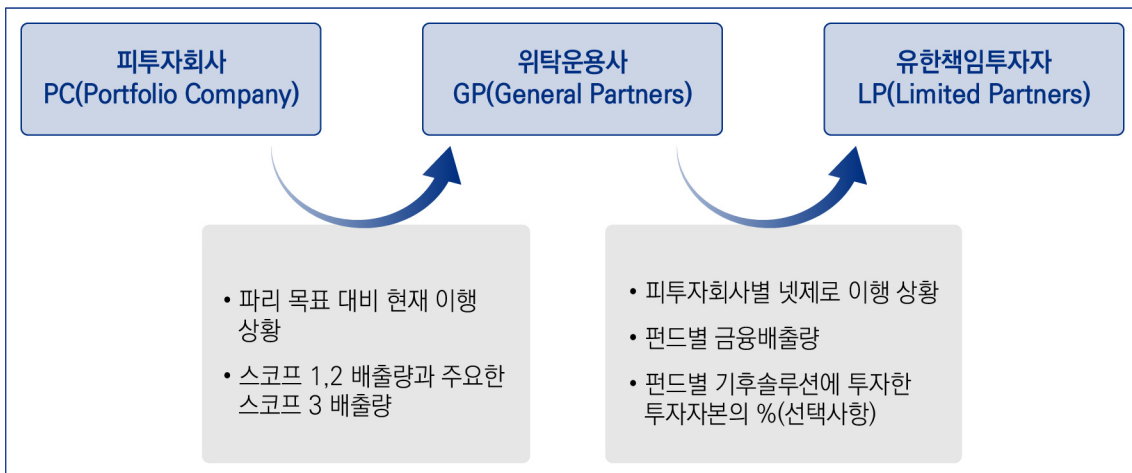 피투자회사
PC(Portfolio Company)
위탁운용사
GP(General Partners)
유한책임투자자
LP(Limited Partners)
• 파리 목표 대비 현재 이행
상황
• 스코프 1,2 배출량과 주요한
스코프 3 배출량
• 피투자회사별 넷제로 이행 상황
• 펀드별 금융배출량
• 펀드별 기후솔루션에 투자한
투자자본의 %(선택사항)